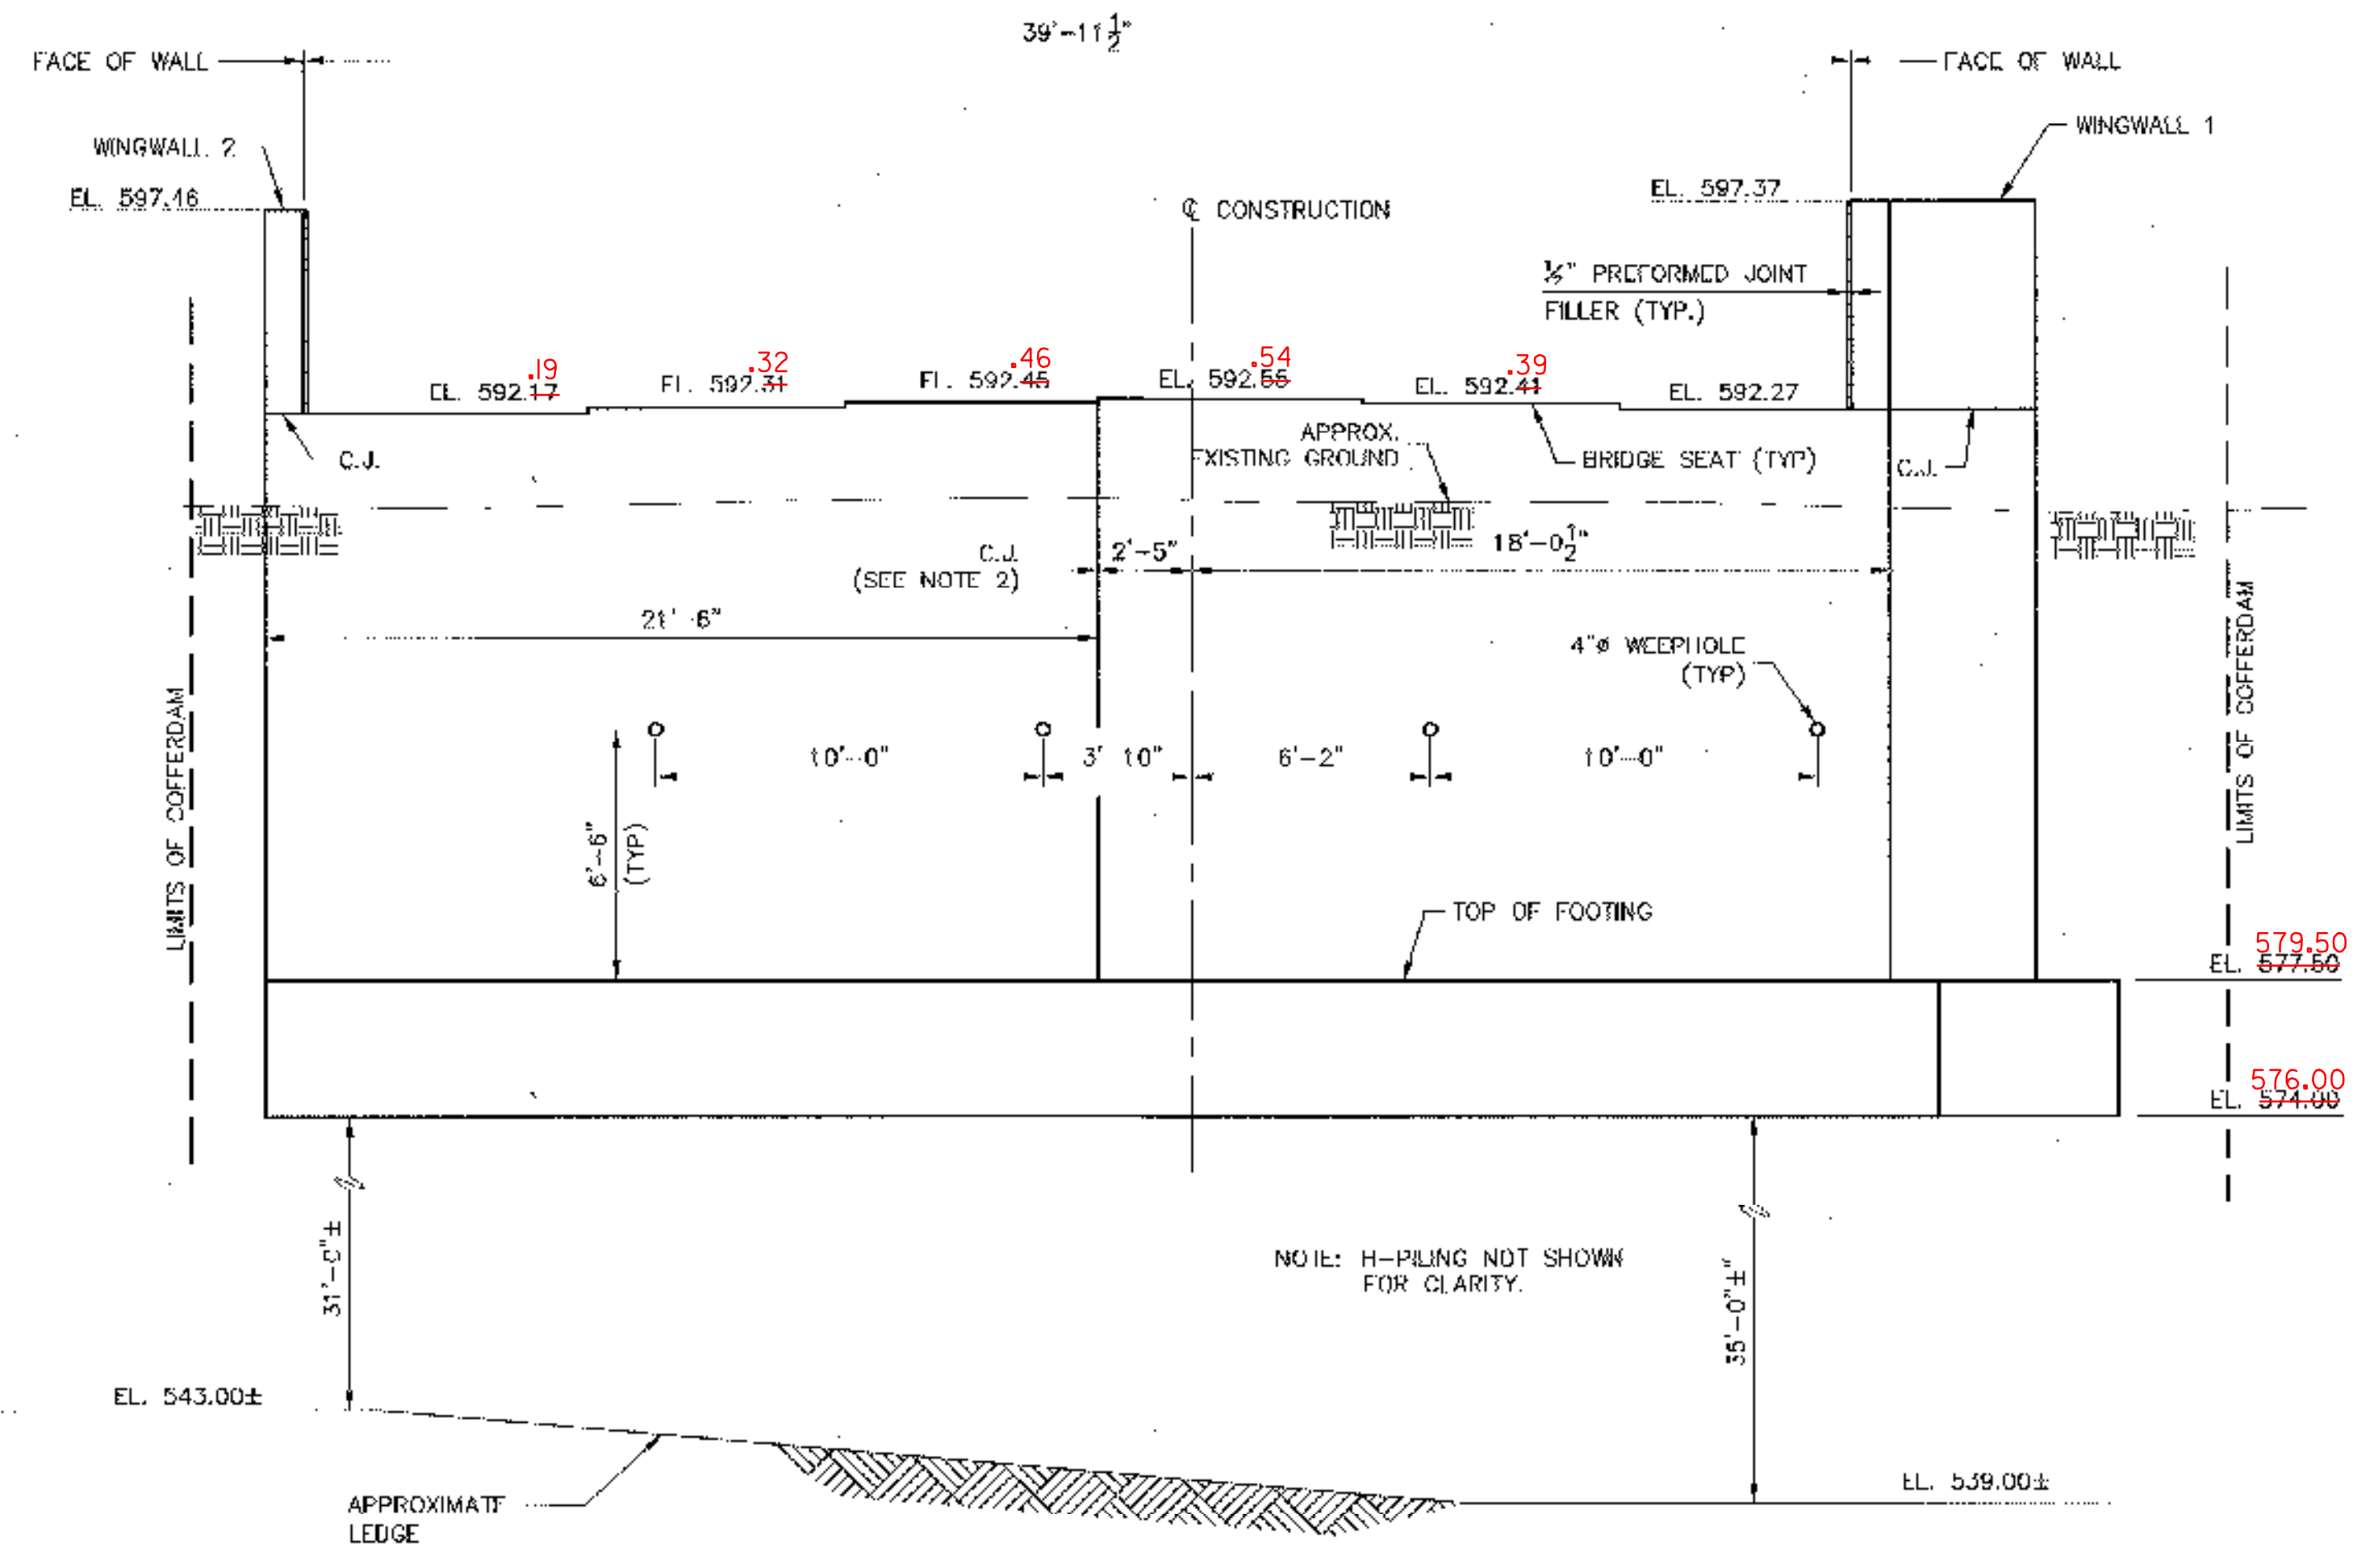 39'-11 1/2"
FACE OF WALL
FACE OF WALL
WINGWALL 2
WINGWALL 1
EL. 597.46
EL. 597.37
℄ CONSTRUCTION
1/2" PREFORMED JOINT
FILLER (TYP.)
.19
.32
.46
.54
.39
EL. 592.17
EL. 592.31
EL. 592.45
EL. 592.55
EL. 592.41
EL. 592.27
APPROX.
EXISTING GROUND
BRIDGE SEAT (TYP)
C.J.
C.J.
C.J.
(SEE NOTE 2)
2'-5"
18'-0 1/2"
21'-6"
4"ø WEEPHOLE
(TYP)
10'-0"
3' 10"
6'-2"
10'-0"
6'-6"
(TYP)
LIMITS OF COFFERDAM
LIMITS OF COFFERDAM
TOP OF FOOTING
579.50
EL. 577.50
576.00
EL. 574.00
31'-0"±
35'-0"±"
NOTE: H-PILING NOT SHOWN
FOR CLARITY.
EL. 543.00±
EL. 539.00±
APPROXIMATE
LEDGE